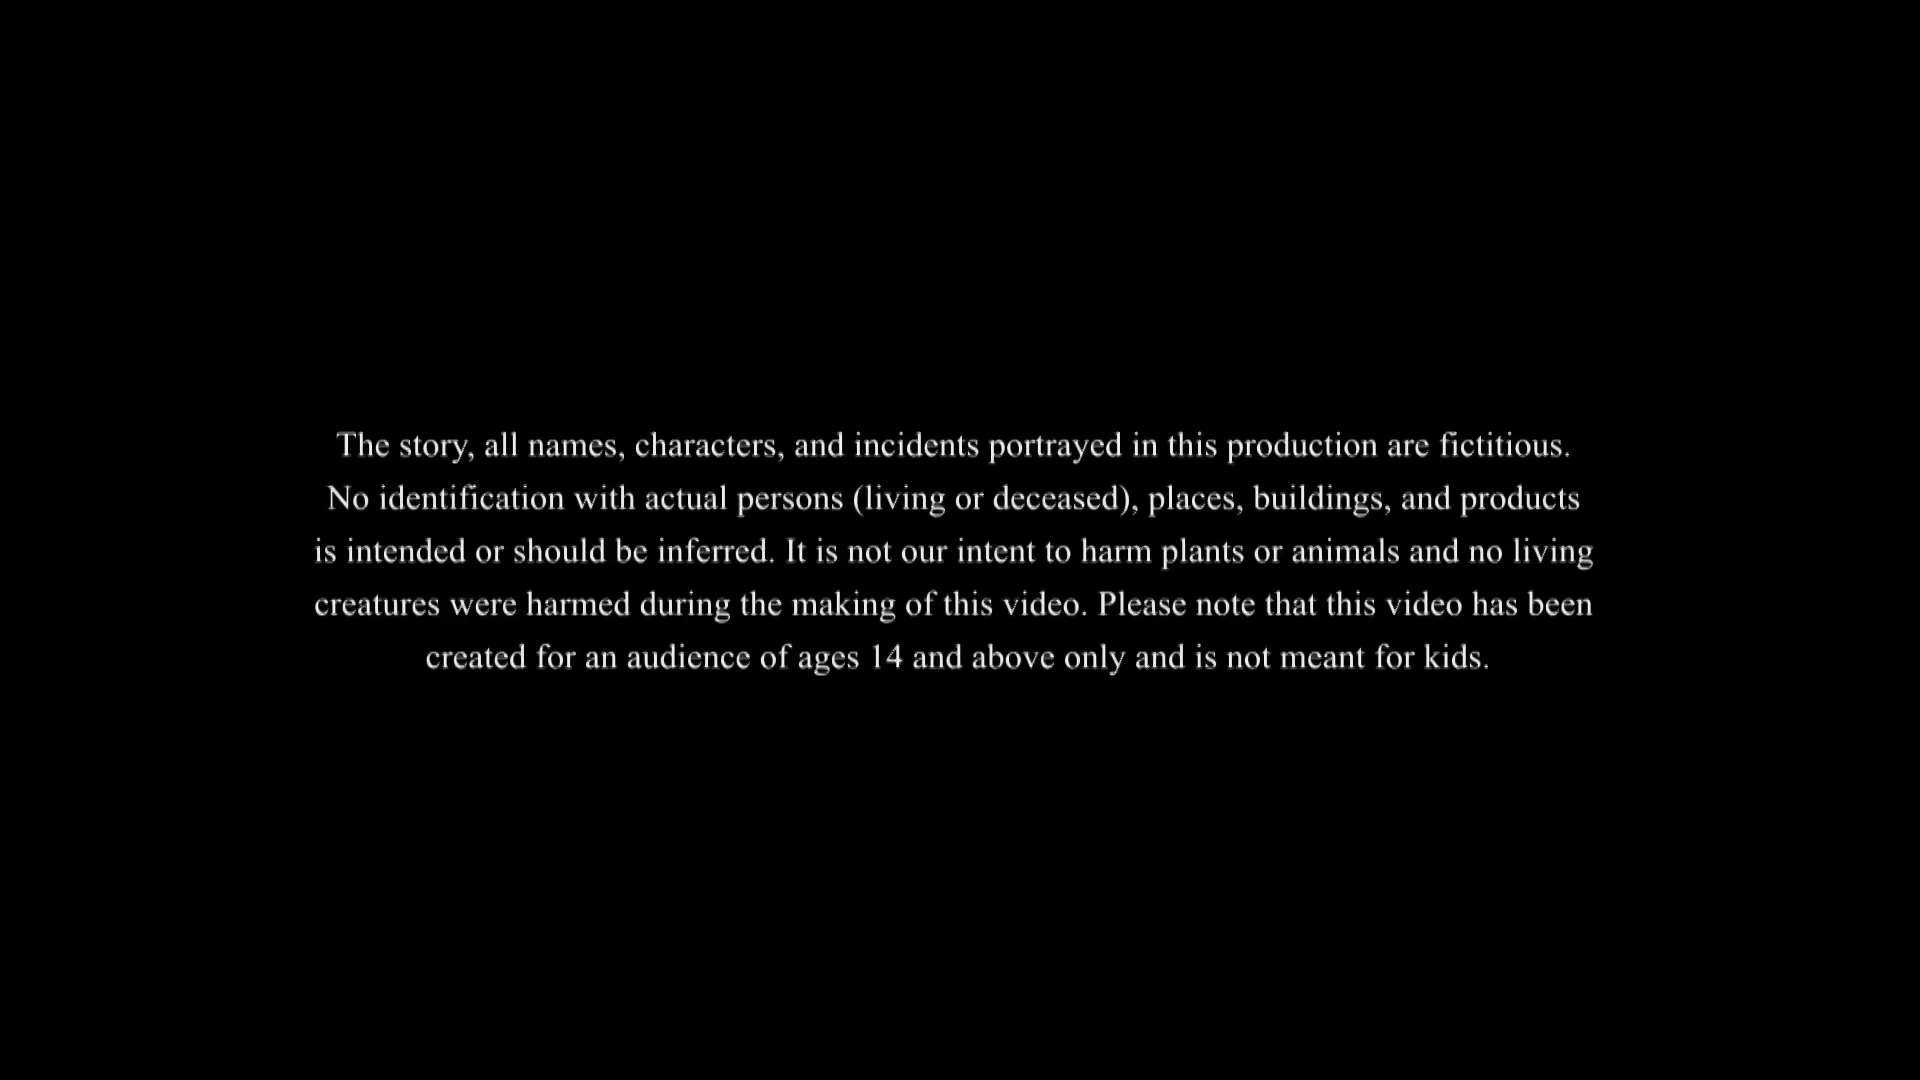 The story, all names, characters, and incidents portrayed in this production are fictitious.
No identification with actual persons (living or deceased), places, buildings, and products
is intended or should be inferred. It is not our intent to harm plants or animals and no living
creatures were harmed during the making of this video. Please note that this video has been
created for an audience of ages 14 and above only and is not meant for kids.